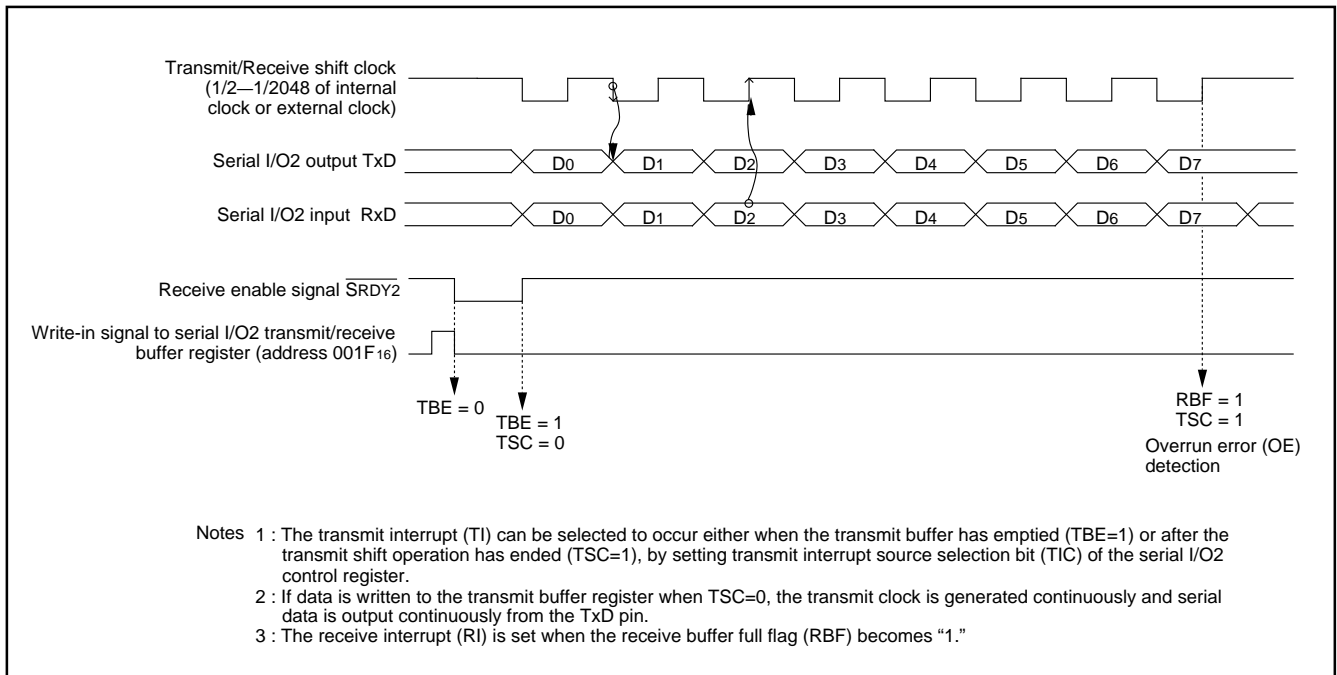 Transmit/Receive shift clock
(1/2—1/2048 of internal
clock or external clock)
Serial I/O2 output TxD
D0 D1 D2 D3 D4 D5 D6 D7
Serial I/O2 input RxD
D0 D1 D2 D3 D4 D5 D6 D7
Receive enable signal SRDY2
Write-in signal to serial I/O2 transmit/receive
buffer register (address 001F16)
TBE = 0
TBE = 1
TSC = 0
RBF = 1
TSC = 1
Overrun error (OE)
detection
Notes 1 : The transmit interrupt (TI) can be selected to occur either when the transmit buffer has emptied (TBE=1) or after the
transmit shift operation has ended (TSC=1), by setting transmit interrupt source selection bit (TIC) of the serial I/O2
control register.
2 : If data is written to the transmit buffer register when TSC=0, the transmit clock is generated continuously and serial
data is output continuously from the TxD pin.
3 : The receive interrupt (RI) is set when the receive buffer full flag (RBF) becomes “1.”